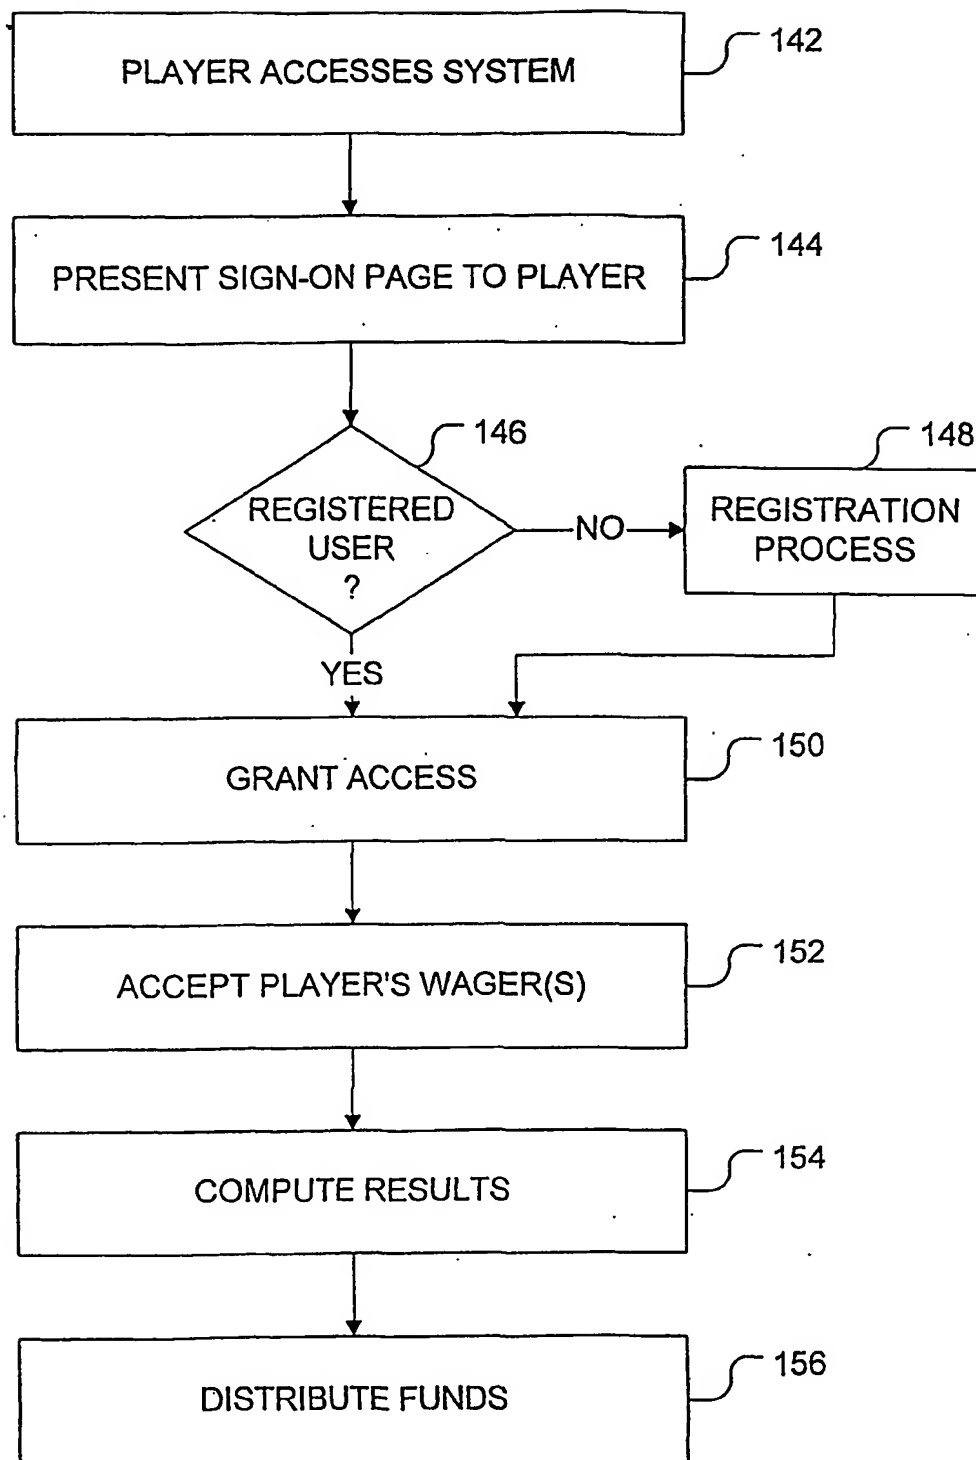 142
PLAYER ACCESSES SYSTEM
144
PRESENT SIGN-ON PAGE TO PLAYER
146
148
REGISTERED
USER
?
NO
REGISTRATION
PROCESS
YES
150
GRANT ACCESS
152
ACCEPT PLAYER'S WAGER(S)
154
COMPUTE RESULTS
156
DISTRIBUTE FUNDS